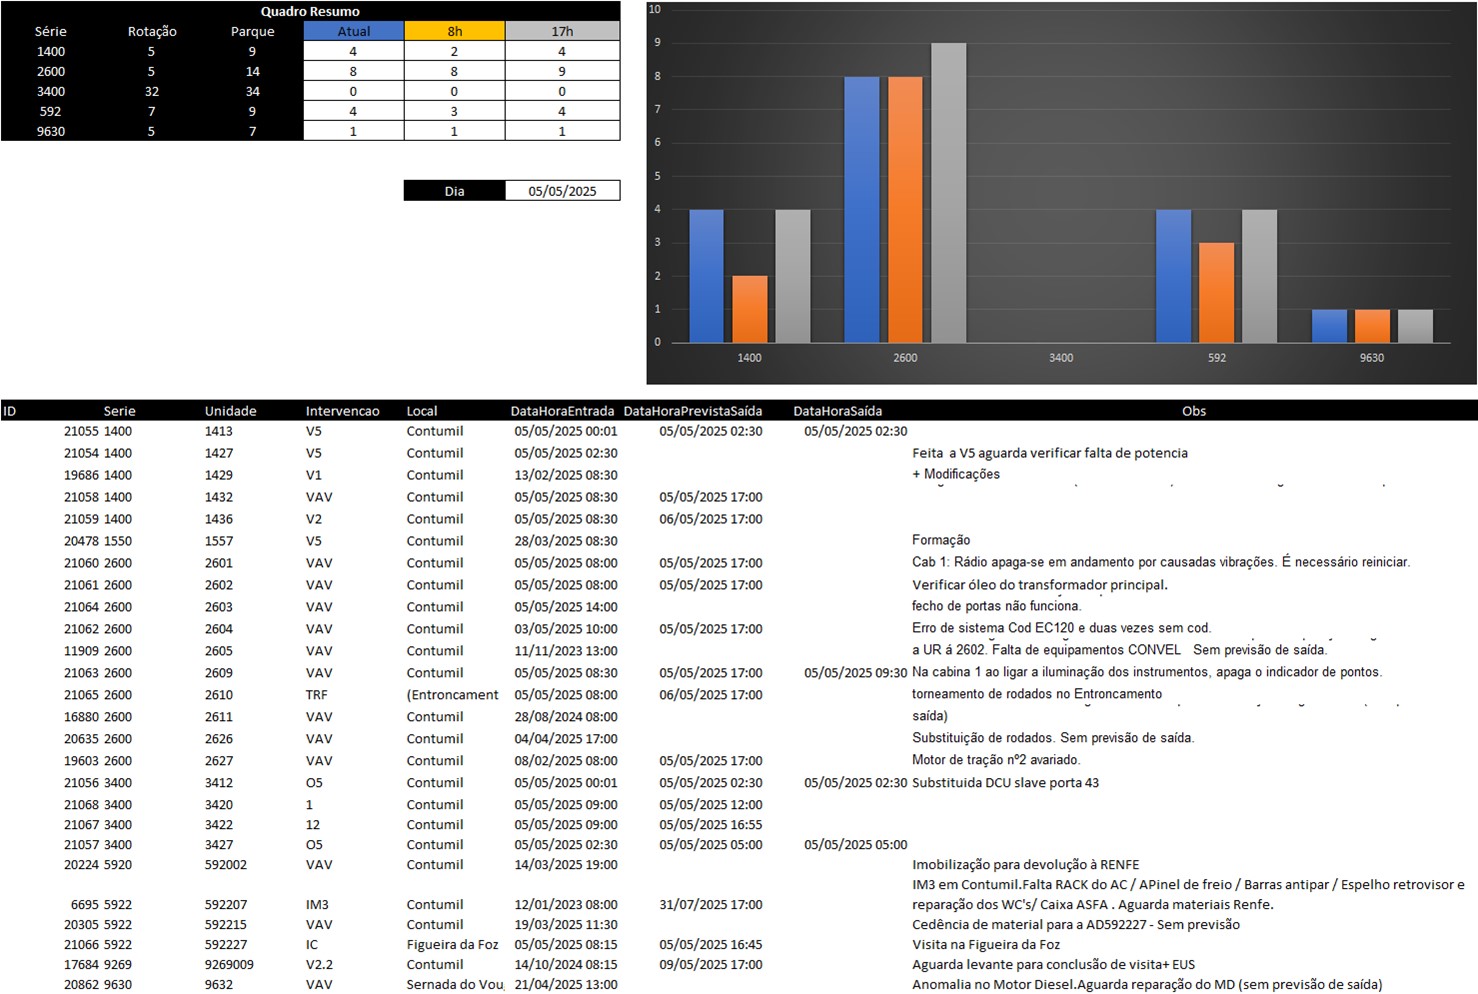 Quadro Resumo
Série Rotação Parque Atual 8h 17h
1400 5 9 4 2 4
2600 5 14 8 8 9
3400 32 34 0 0 0
592 7 9 4 3 4
9630 5 7 1 1 1
Dia 05/05/2025
10
9
8
7
6
5
4
3
2
1
0
1400 2600 3400 592 9630
ID Serie Unidade Intervencao Local DataHoraEntrada DataHoraPrevistaSaída DataHoraSaída Obs
21055 1400 1413 V5 Contumil 05/05/2025 00:01 05/05/2025 02:30 05/05/2025 02:30
21054 1400 1427 V5 Contumil 05/05/2025 02:30 Feita a V5 aguarda verificar falta de potencia
19686 1400 1429 V1 Contumil 13/02/2025 08:30 + Modificações
21058 1400 1432 VAV Contumil 05/05/2025 08:30 05/05/2025 17:00
21059 1400 1436 V2 Contumil 05/05/2025 08:30 06/05/2025 17:00
20478 1550 1557 V5 Contumil 28/03/2025 08:30 Formação
21060 2600 2601 VAV Contumil 05/05/2025 08:00 05/05/2025 17:00 Cab 1: Rádio apaga-se em andamento por causadas vibrações. É necessário reiniciar.
21061 2600 2602 VAV Contumil 05/05/2025 08:00 05/05/2025 17:00 Verificar óleo do transformador principal.
21064 2600 2603 VAV Contumil 05/05/2025 14:00 fecho de portas não funciona.
21062 2600 2604 VAV Contumil 03/05/2025 10:00 05/05/2025 17:00 Erro de sistema Cod EC120 e duas vezes sem cod.
11909 2600 2605 VAV Contumil 11/11/2023 13:00 a UR á 2602. Falta de equipamentos CONVEL Sem previsão de saída.
21063 2600 2609 VAV Contumil 05/05/2025 08:30 05/05/2025 17:00 05/05/2025 09:30 Na cabina 1 ao ligar a iluminação dos instrumentos, apaga o indicador de pontos.
21065 2600 2610 TRF (Entroncament 05/05/2025 08:00 06/05/2025 17:00 torneamento de rodados no Entroncamento
16880 2600 2611 VAV Contumil 28/08/2024 08:00 saída)
20635 2600 2626 VAV Contumil 04/04/2025 17:00 Substituição de rodados. Sem previsão de saída.
19603 2600 2627 VAV Contumil 08/02/2025 08:00 05/05/2025 17:00 Motor de tração nº2 avariado.
21056 3400 3412 O5 Contumil 05/05/2025 00:01 05/05/2025 02:30 05/05/2025 02:30 Substituida DCU slave porta 43
21068 3400 3420 1 Contumil 05/05/2025 09:00 05/05/2025 12:00
21067 3400 3422 12 Contumil 05/05/2025 09:00 05/05/2025 16:55
21057 3400 3427 O5 Contumil 05/05/2025 02:30 05/05/2025 05:00 05/05/2025 05:00
20224 5920 592002 VAV Contumil 14/03/2025 19:00 Imobilização para devolução à RENFE
IM3 em Contumil.Falta RACK do AC / APinel de freio / Barras antipar / Espelho retrovisor e
6695 5922 592207 IM3 Contumil 12/01/2023 08:00 31/07/2025 17:00 reparação dos WC's/ Caixa ASFA . Aguarda materiais Renfe.
20305 5922 592215 VAV Contumil 19/03/2025 11:30 Cedência de material para a AD592227 - Sem previsão
21066 5922 592227 IC Figueira da Foz 05/05/2025 08:15 05/05/2025 16:45 Visita na Figueira da Foz
17684 9269 9269009 V2.2 Contumil 14/10/2024 08:15 09/05/2025 17:00 Aguarda levante para conclusão de visita+ EUS
20862 9630 9632 VAV Sernada do Vou 21/04/2025 13:00 Anomalia no Motor Diesel.Aguarda reparação do MD (sem previsão de saída)